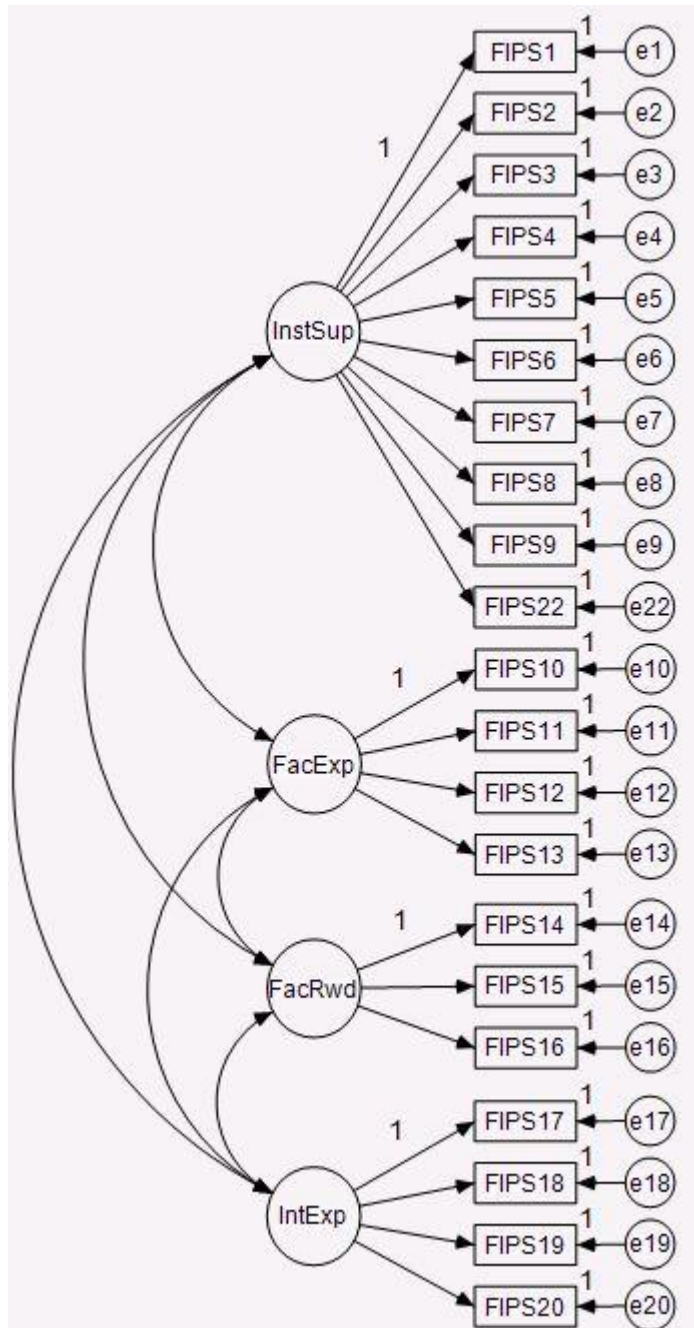 1
FIPS1
1
e1
FIPS2
1
e2
1
FIPS3
1
e3
FIPS4
1
e4
FIPS5
1
e5
InstSup
FIPS6
1
e6
FIPS7
1
e7
FIPS8
1
e8
FIPS9
1
e9
FIPS22
1
e22
1
FIPS10
1
e10
FIPS11
1
e11
FacExp
FIPS12
1
e12
FIPS13
1
e13
1
FIPS14
1
e14
FacRwd
FIPS15
1
e15
FIPS16
1
e16
1
FIPS17
1
e17
FIPS18
1
e18
IntExp
FIPS19
1
e19
FIPS20
1
e20